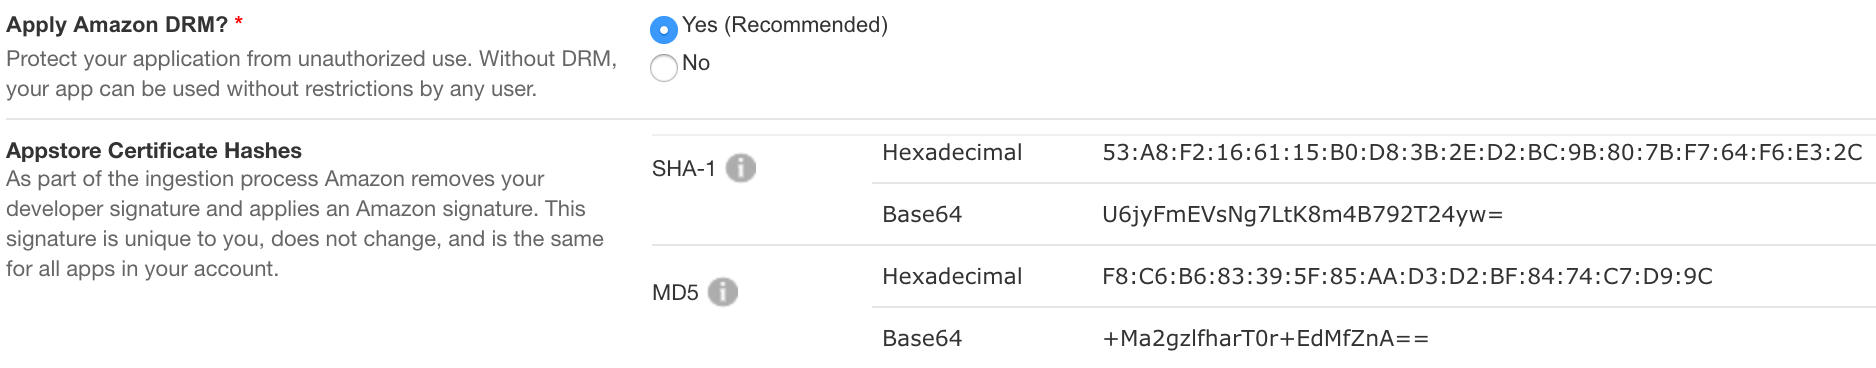 Apply Amazon DRM? *
Yes (Recommended)
Protect your application from unauthorized use. Without DRM,
your app can be used without restrictions by any user.
No
Appstore Certificate Hashes
As part of the ingestion process Amazon removes your
developer signature and applies an Amazon signature. This
signature is unique to you, does not change, and is the same
for all apps in your account.
SHA-1
Hexadecimal 53:A8:F2:16:61:15:B0:D8:3B:2E:D2:BC:9B:80:7B:F7:64:F6:E3:2C
Base64 U6jyFmEVsNg7LtK8m4B792T24yw=
MD5
Hexadecimal F8:C6:B6:83:39:5F:85:AA:D3:D2:BF:84:74:C7:D9:9C
Base64 +Ma2gzlfharT0r+EdMfZnA==